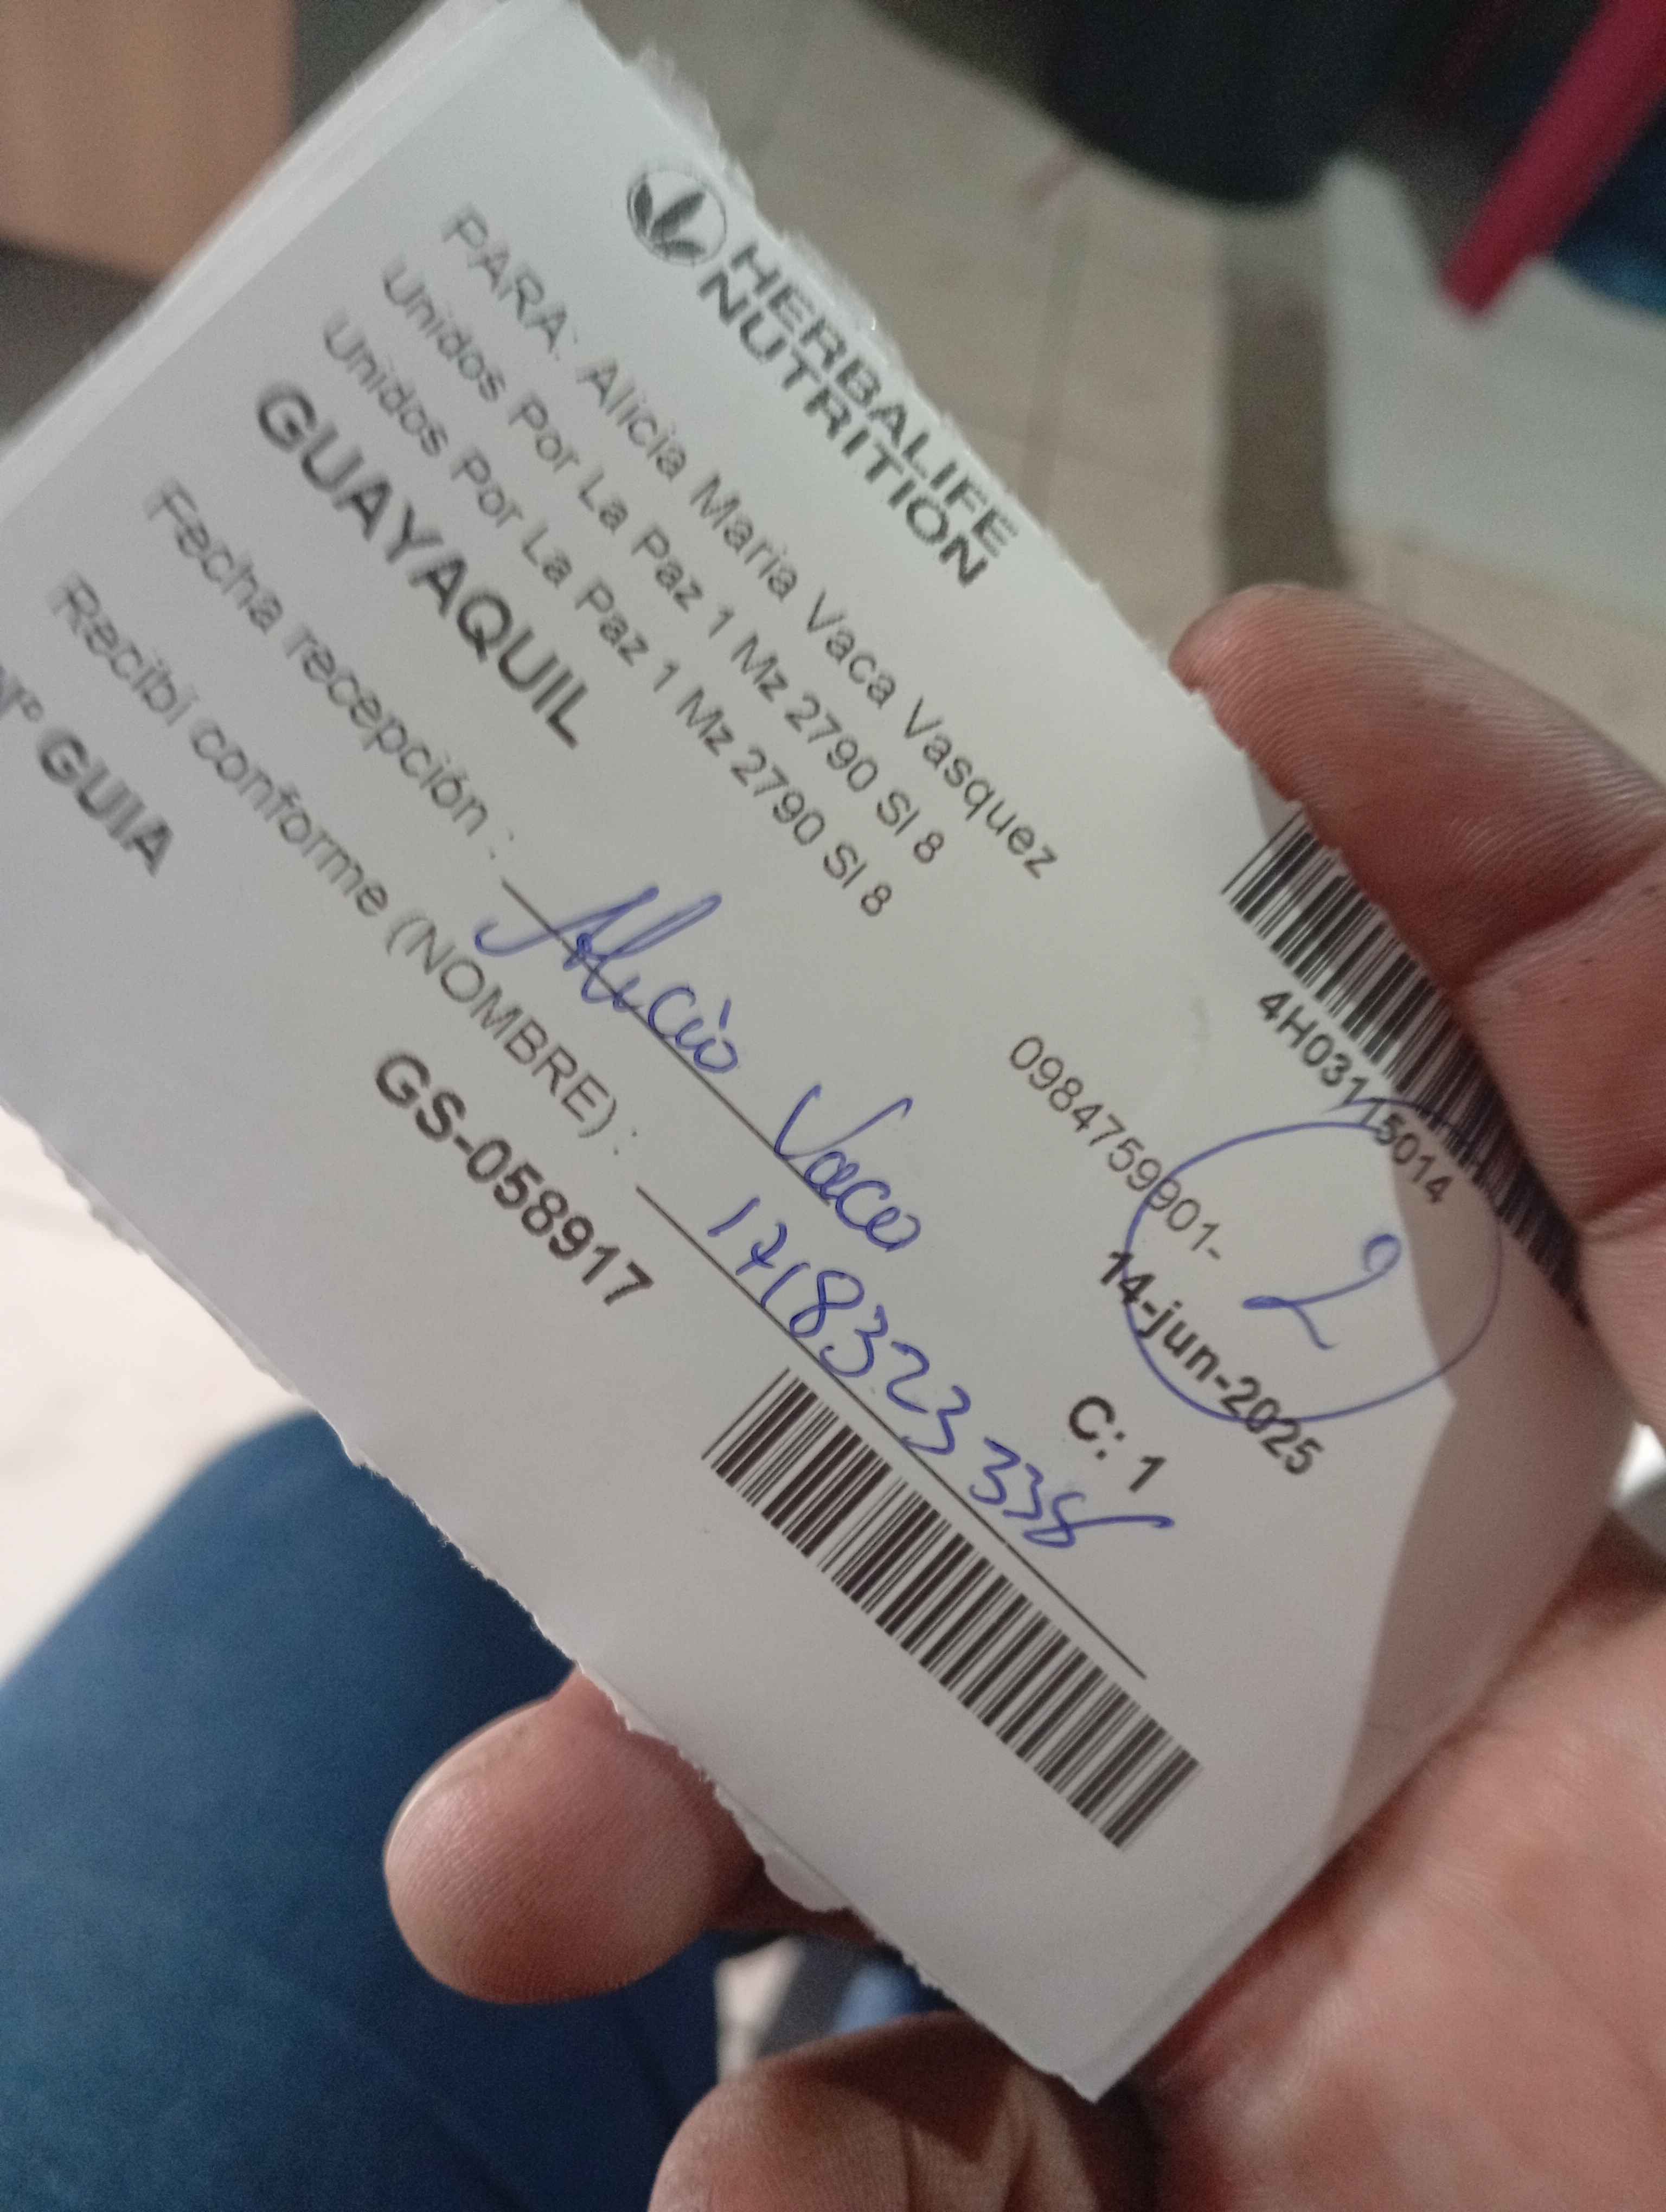 HERBALIFE
NUTRITION
4H03115014
PARA: Alicia Maria Vaca Vasquez
Unidos Por La Paz 1 Mz 2790 Sl 8
Unidos Por La Paz 1 Mz 2790 Sl 8
0984759901-
2
GUAYAQUIL
14-jun-2025
C: 1
Fecha recepción :
Alicia Vaca
Recibí conforme (NOMBRE) :
1718323338
N° GUIA
GS-058917